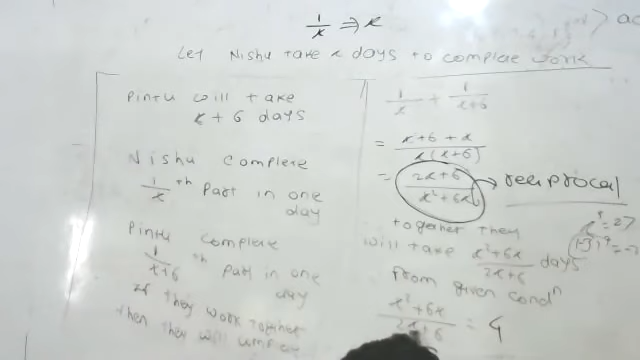 1/x ⇒ x
Let Nishu take x days to complete work
Pintu will take
x + 6 days
Nishu complete
1/x th part in one
day
Pintu complete
1/x+6 th part in one
day
If they work together
then they will complete
1/x + 1/x+6
= x+6+x / x(x+6)
= 2x+6 / x²+6x → reciprocal
together they
will take x²+6x / 2x+6 days
From given condn
x²+6x / 2x+6 = 4